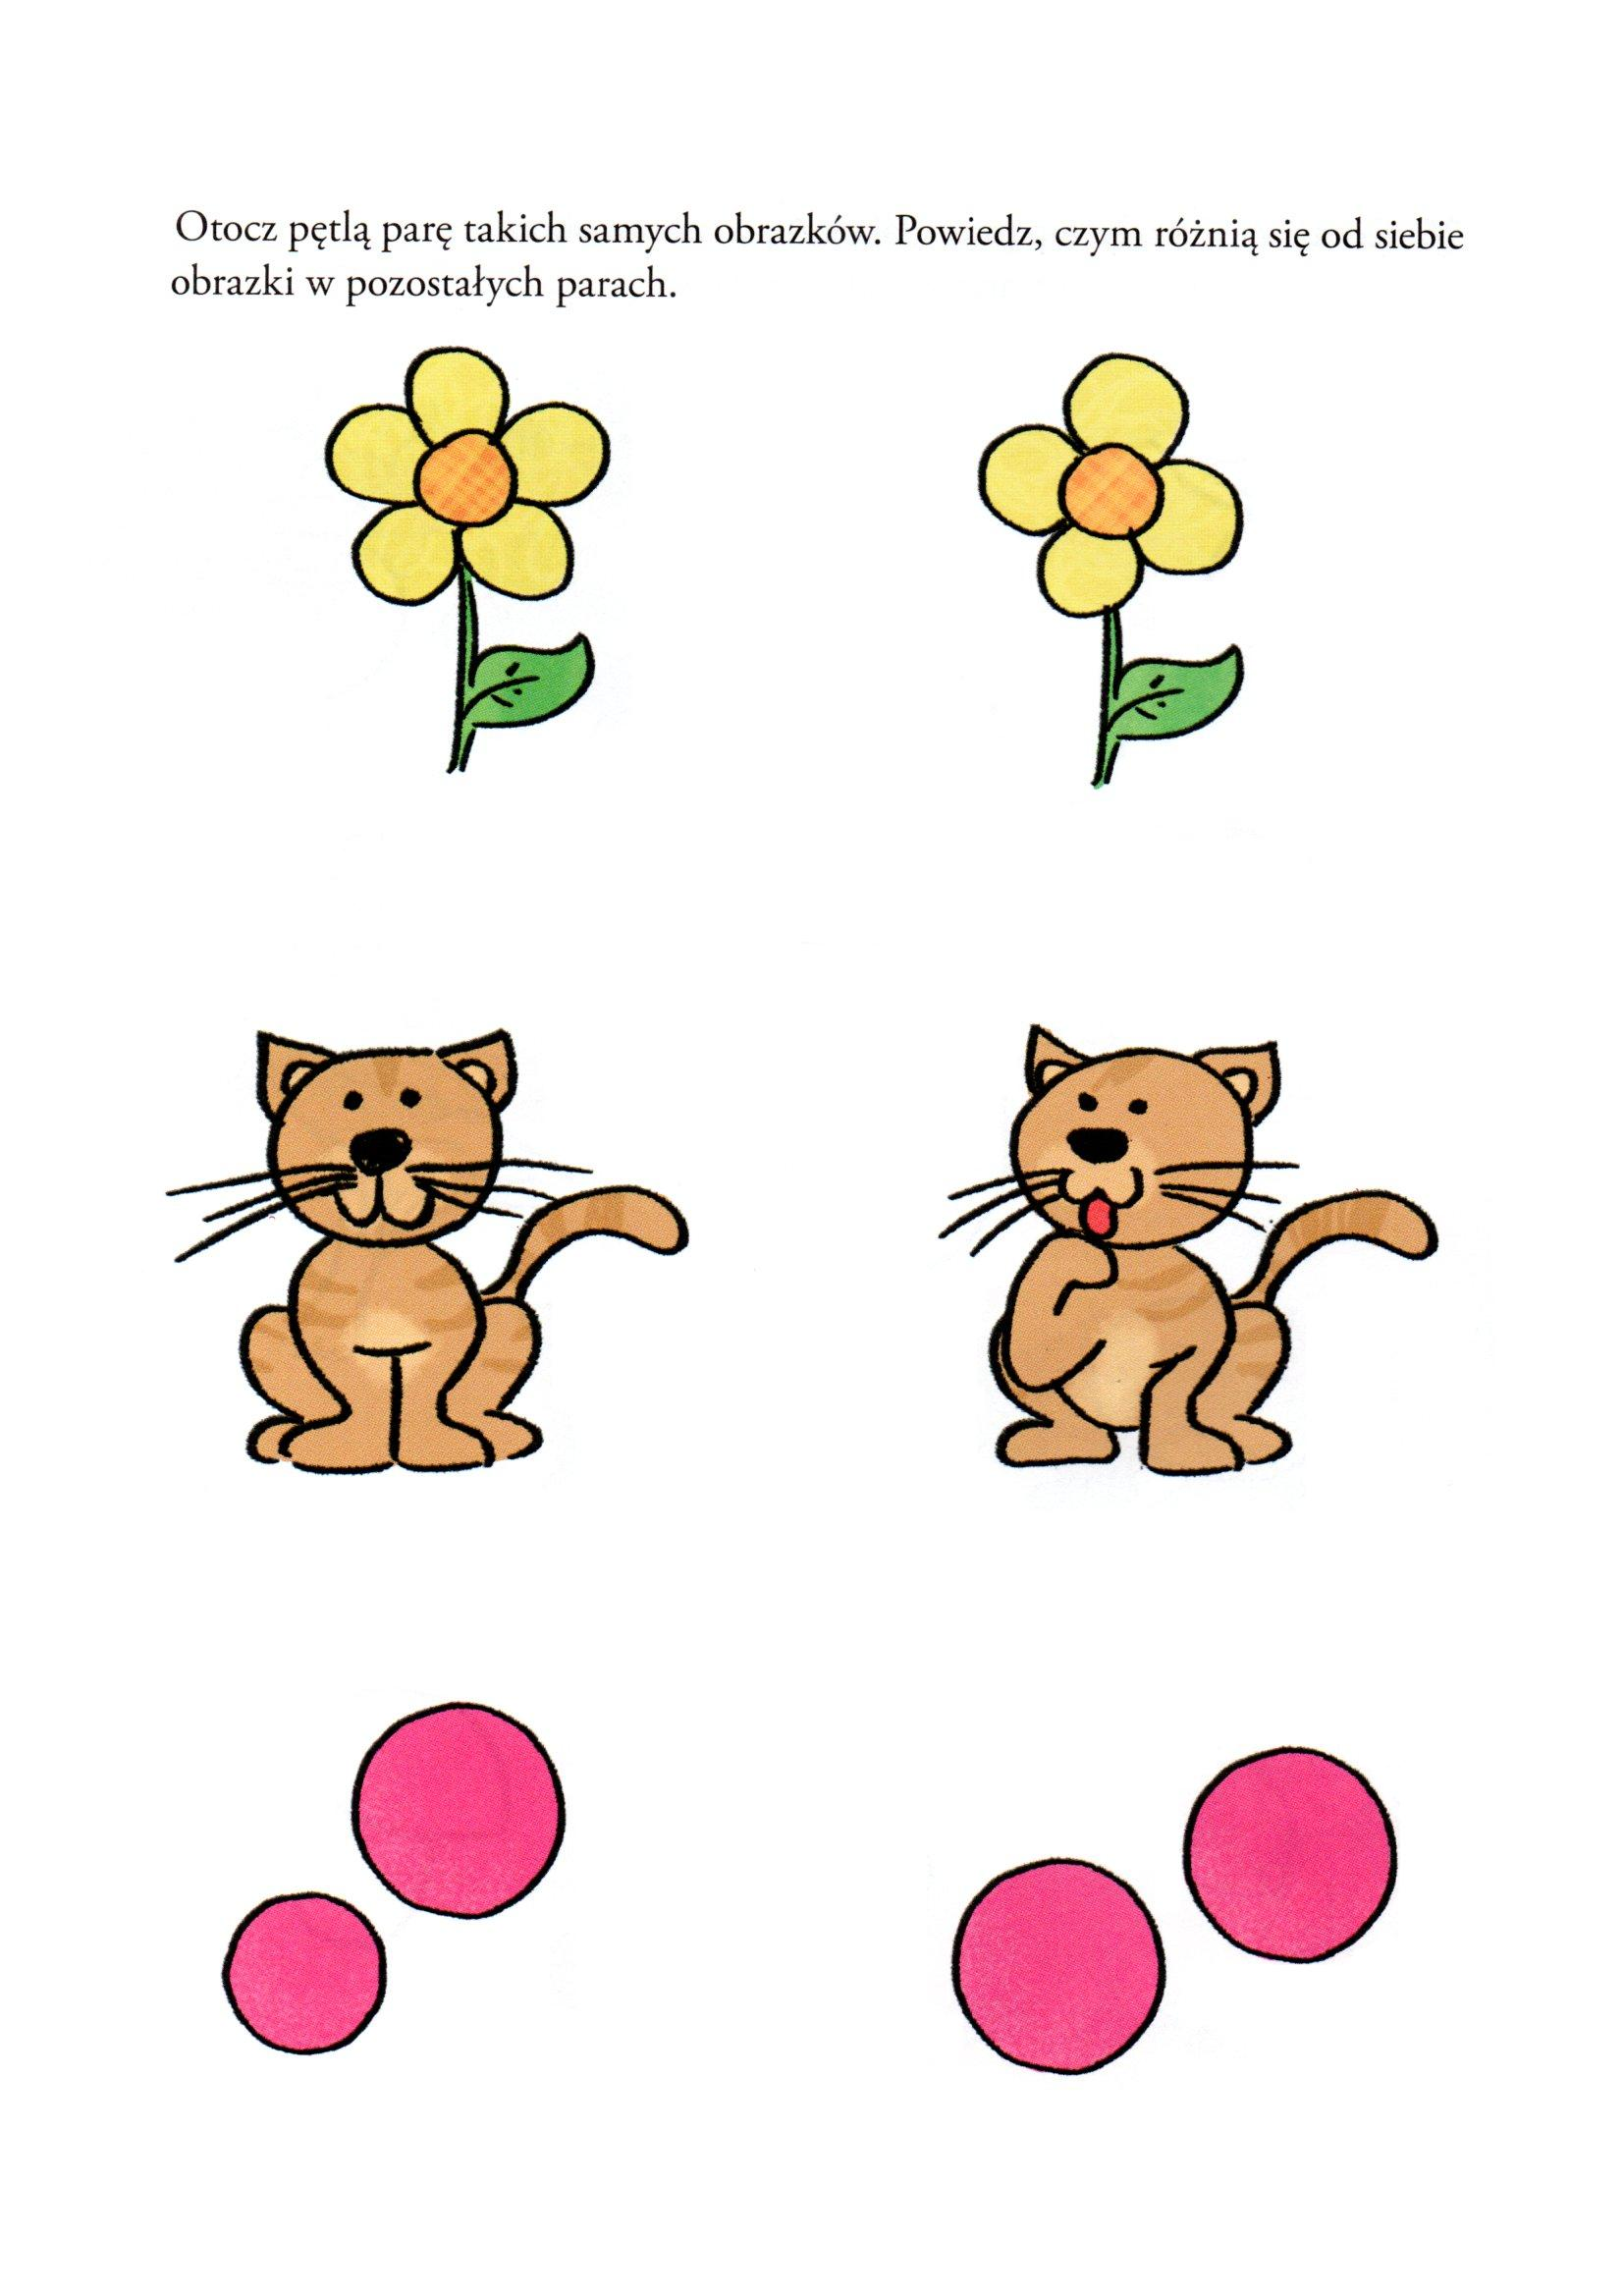 Otocz pętlą parę takich samych obrazków. Powiedz, czym różnią się od siebie
obrazki w pozostałych parach.